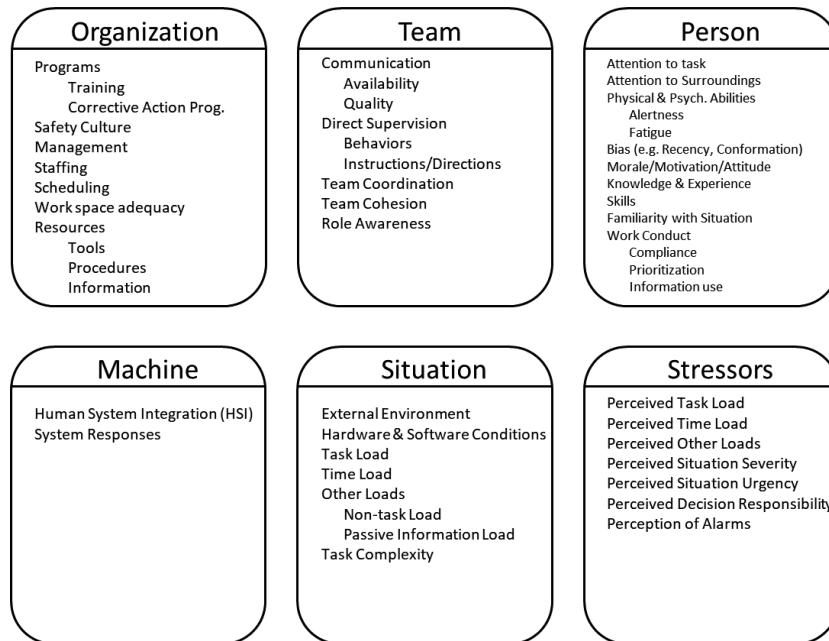 Organization
Programs
Training
Corrective Action Prog.
Safety Culture
Management
Staffing
Scheduling
Work space adequacy
Resources
Tools
Procedures
Information
Team
Communication
Availability
Quality
Direct Supervision
Behaviors
Instructions/Directions
Team Coordination
Team Cohesion
Role Awareness
Person
Attention to task
Attention to Surroundings
Physical & Psych. Abilities
Alertness
Fatigue
Bias (e.g. Recency, Conformation)
Morale/Motivation/Attitude
Knowledge & Experience
Skills
Familiarity with Situation
Work Conduct
Compliance
Prioritization
Information use
Machine
Human System Integration (HSI)
System Responses
Situation
External Environment
Hardware & Software Conditions
Task Load
Time Load
Other Loads
Non-task Load
Passive Information Load
Task Complexity
Stressors
Perceived Task Load
Perceived Time Load
Perceived Other Loads
Perceived Situation Severity
Perceived Situation Urgency
Perceived Decision Responsibility
Perception of Alarms